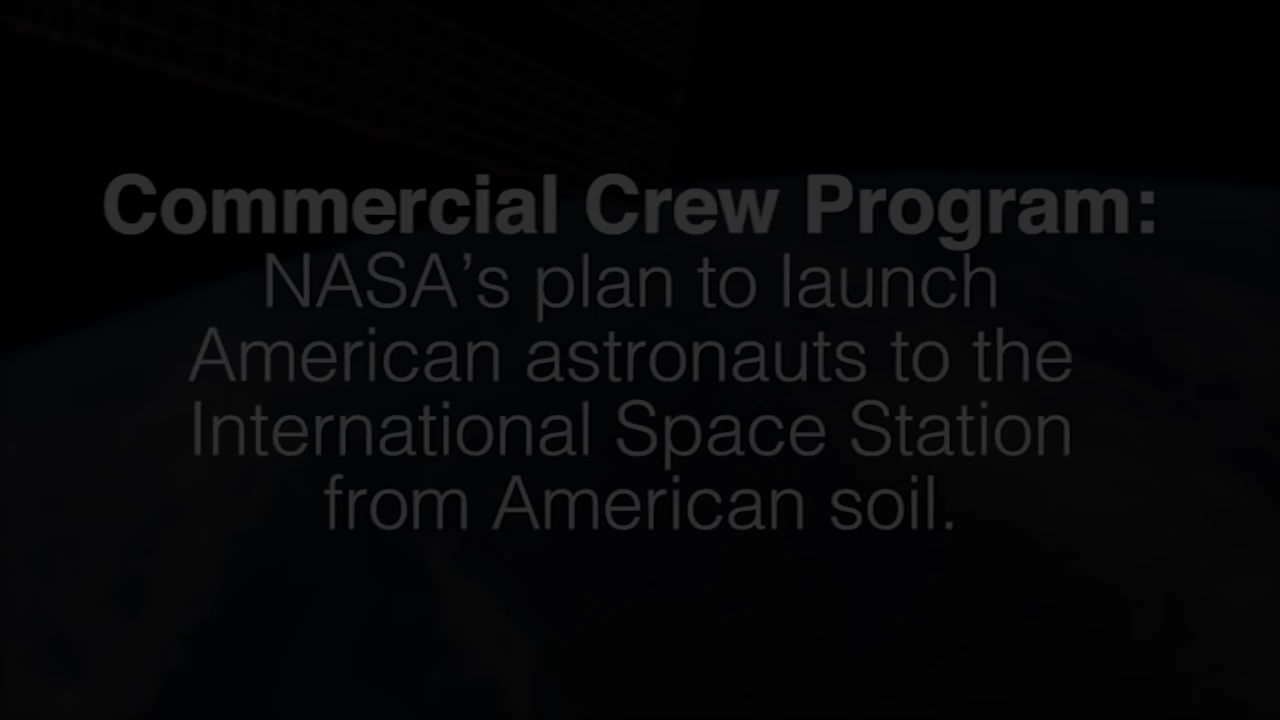 Commercial Crew Program:
NASA’s plan to launch
American astronauts to the
International Space Station
from American soil.